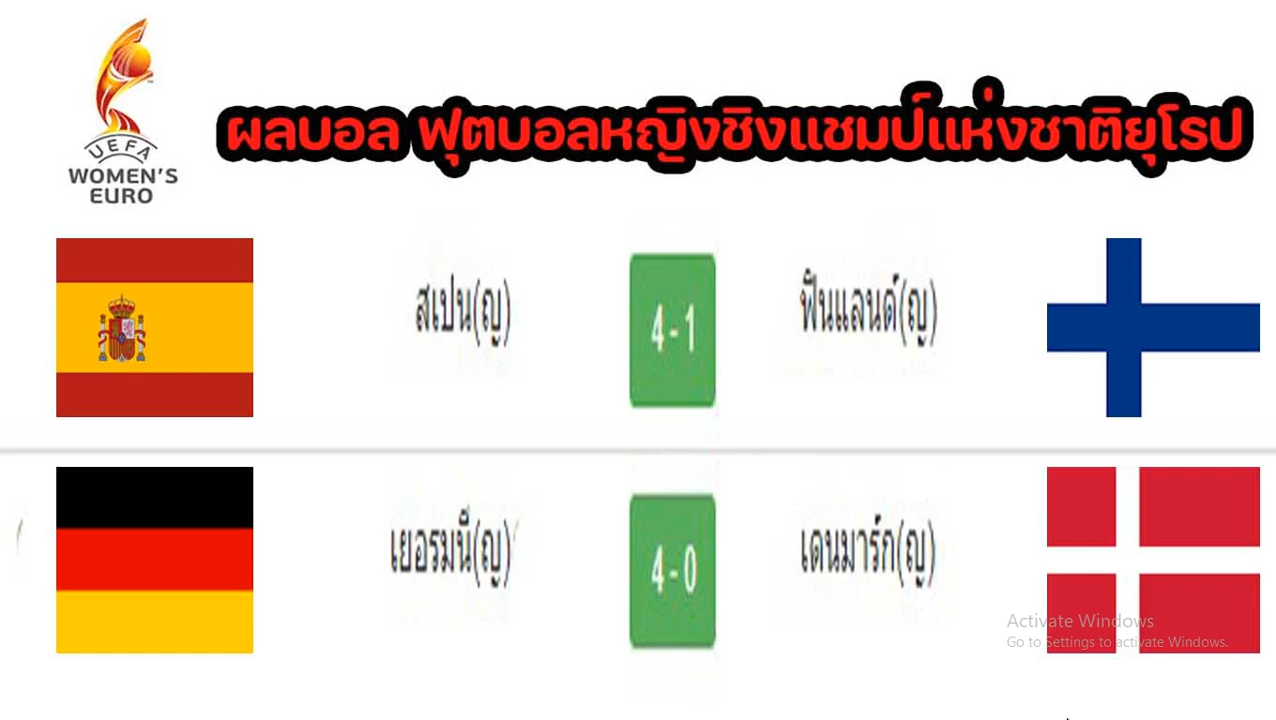 UEFA
WOMEN'S
EURO
ผลบอล ฟุตบอลหญิงชิงแชมป์แห่งชาติยุโรป
สเปน(ญ) 4 - 1 ฟินแลนด์(ญ)
เยอรมนี(ญ) 4 - 0 เดนมาร์ก(ญ)
Activate Windows
Go to Settings to activate Windows.